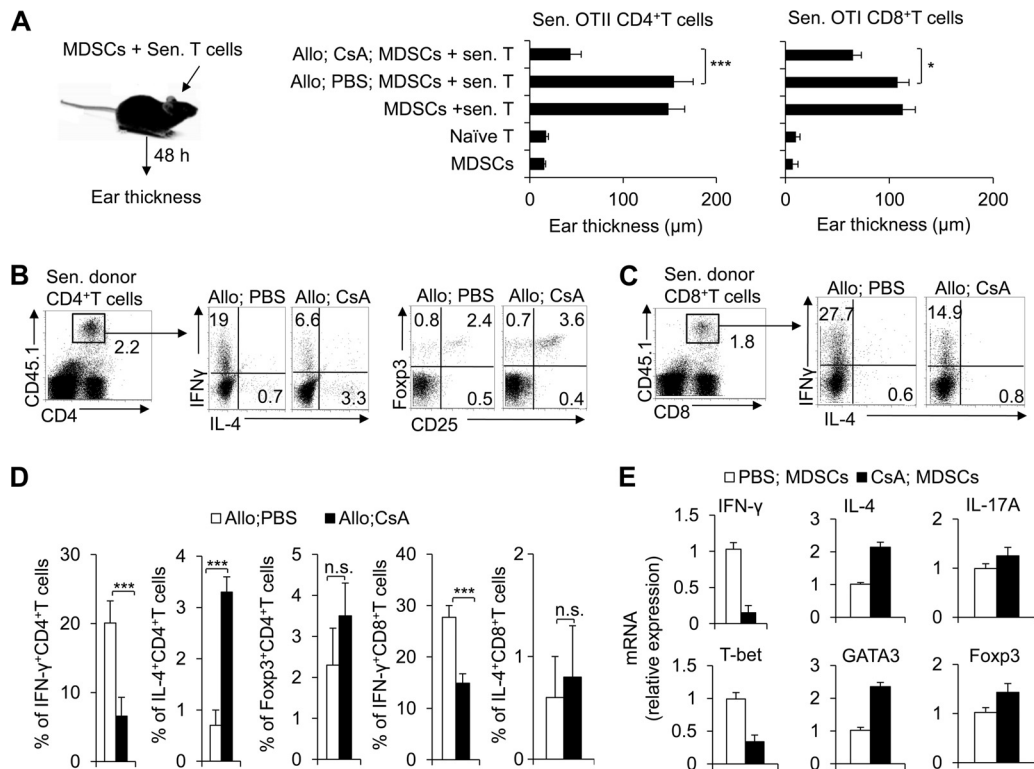 A
MDSCs + Sen. T cells
48 h
Ear thickness
Sen. OTII CD4⁺T cells
Sen. OTI CD8⁺T cells
Allo; CsA; MDSCs + sen. T
Allo; PBS; MDSCs + sen. T
MDSCs +sen. T
Naïve T
MDSCs
***
*
0 100 200
0 100 200
Ear thickness (µm)
Ear thickness (µm)
B
Sen. donor
CD4⁺T cells
2.2
CD45.1
CD4
Allo; PBS
Allo; CsA
19
6.6
0.7
3.3
IFNγ
IL-4
Allo; PBS
Allo; CsA
0.8 2.4
0.7 3.6
0.5
0.4
Foxp3
CD25
C
Sen. donor
CD8⁺T cells
1.8
CD45.1
CD8
Allo; PBS
Allo; CsA
27.7
14.9
0.6
0.8
IFNγ
IL-4
D
Allo;PBS Allo;CsA
% of IFN-γ⁺CD4⁺T cells
30
20
10
0
***
% of IL-4⁺CD4⁺T cells
4
3
2
1
0
***
% of Foxp3⁺CD4⁺T cells
5
4
3
2
1
0
n.s.
% of IFN-γ⁺CD8⁺T cells
40
30
20
10
0
***
% of IL-4⁺CD8⁺T cells
2
1
0
n.s.
E
PBS; MDSCs CsA; MDSCs
mRNA
(relative expression)
IFN-γ
1.5
1
0.5
0
IL-4
3
2
1
0
IL-17A
2
1
0
T-bet
1.5
1
0.5
0
GATA3
3
2
1
0
Foxp3
2
1
0